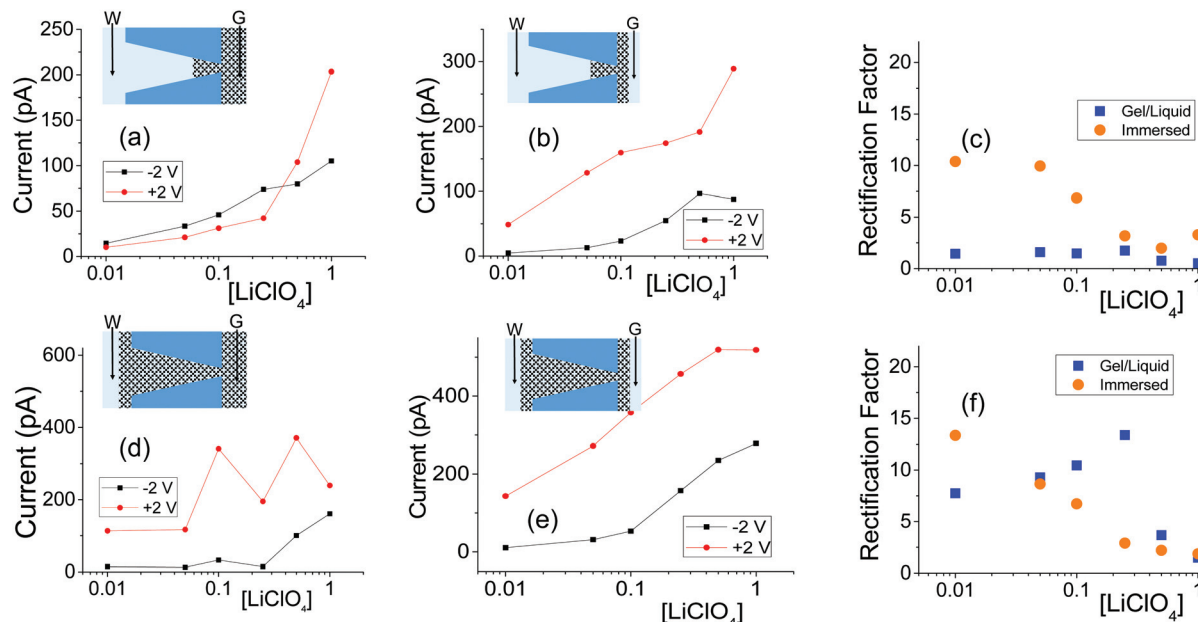 W
G
250
200
150
100
50
0
Current (pA)
(a)
-2 V
+2 V
0.01
0.1
1
[LiClO4]
W
G
300
200
100
0
Current (pA)
(b)
-2 V
+2 V
0.01
0.1
1
[LiClO4]
20
15
10
5
0
Rectification Factor
Gel/Liquid
Immersed
(c)
0.01
0.1
1
[LiClO4]
W
G
600
400
200
0
Current (pA)
(d)
-2 V
+2 V
0.01
0.1
1
[LiClO4]
W
G
400
200
0
Current (pA)
(e)
-2 V
+2 V
0.01
0.1
1
[LiClO4]
20
15
10
5
0
Rectification Factor
Gel/Liquid
Immersed
(f)
0.01
0.1
1
[LiClO4]